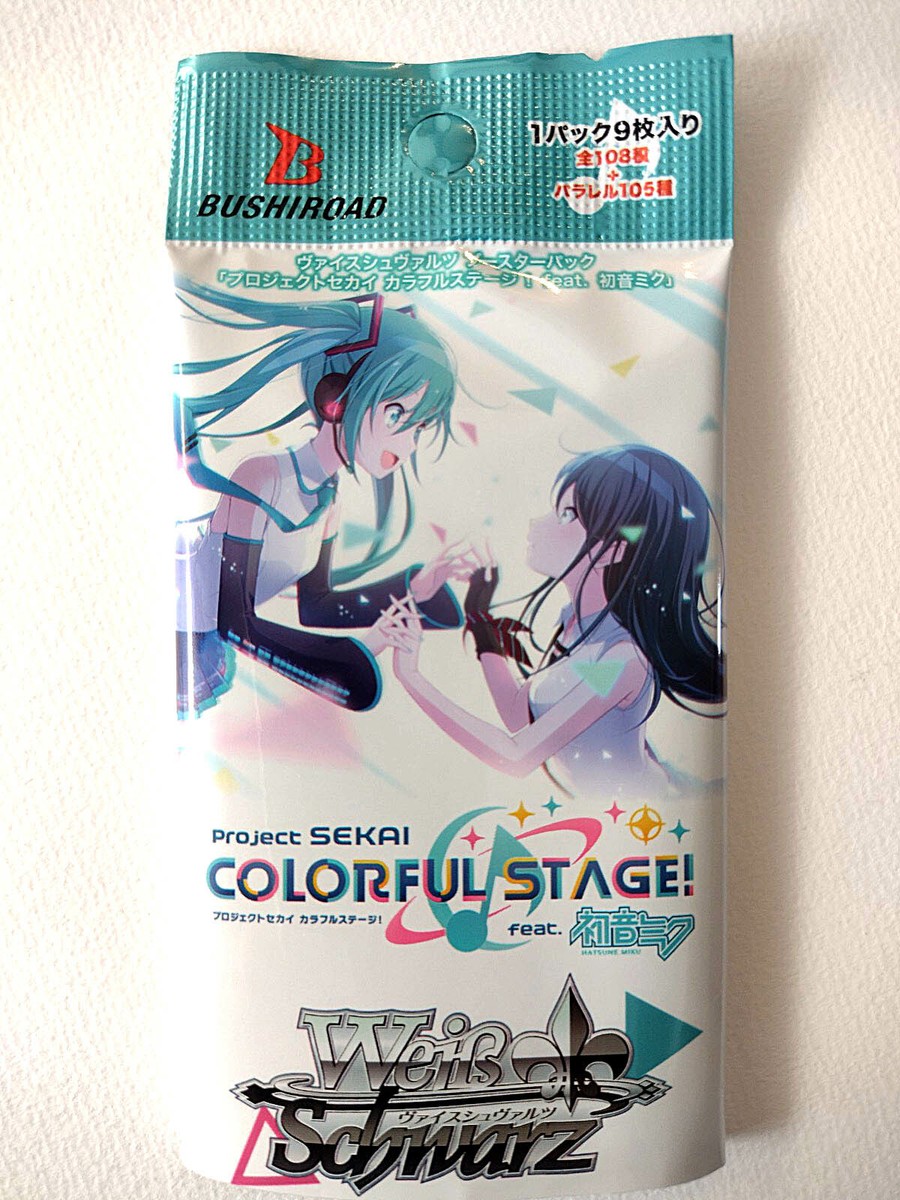 BUSHIROAD
1パック9枚入り
全108種
+
パラレル105種
ヴァイスシュヴァルツ ブースターパック
「プロジェクトセカイ カラフルステージ! feat. 初音ミク」
Project SEKAI
COLORFUL STAGE!
プロジェクトセカイ カラフルステージ!
feat. 初音ミク
HATSUNE MIKU
Weiß
ヴァイスシュヴァルツ
Schwarz